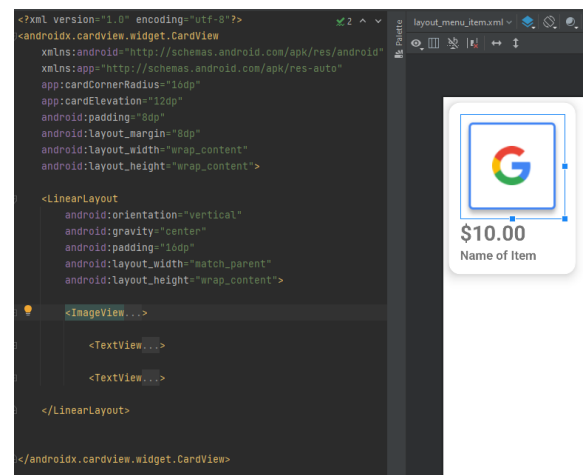 <?xml version="1.0" encoding="utf-8"?>
2
<androidx.cardview.widget.CardView
xmlns:android="http://schemas.android.com/apk/res/android"
xmlns:app="http://schemas.android.com/apk/res-auto"
app:cardCornerRadius="16dp"
app:cardElevation="12dp"
android:padding="8dp"
android:layout_margin="8dp"
android:layout_width="wrap_content"
android:layout_height="wrap_content">
<LinearLayout
android:orientation="vertical"
android:gravity="center"
android:padding="16dp"
android:layout_width="match_parent"
android:layout_height="wrap_content">
<ImageView...>
<TextView...>
<TextView...>
</LinearLayout>
</androidx.cardview.widget.CardView>
Palette
layout_menu_item.xml
G
$10.00
Name of Item